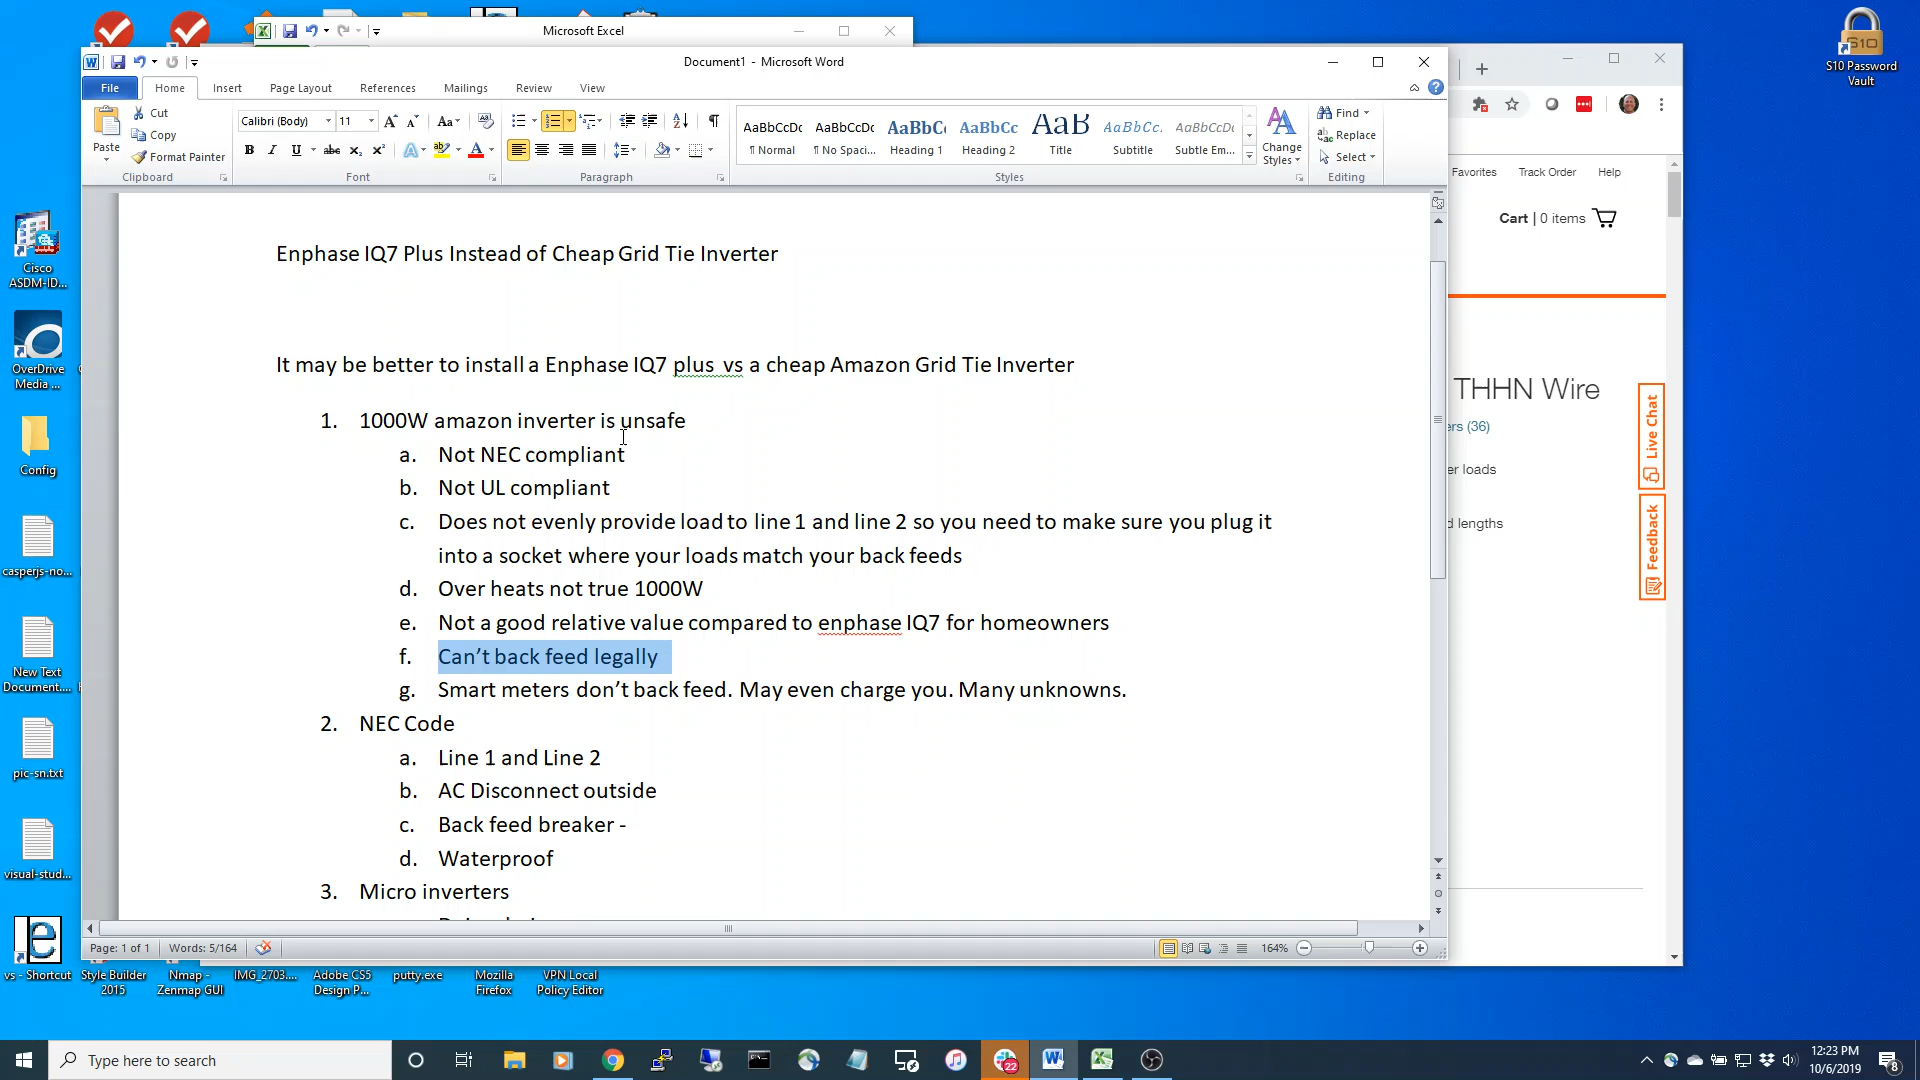 Microsoft Excel
S10 Password
Vault
Document1 - Microsoft Word
File Home Insert Page Layout References Mailings Review View
Paste
Cut
Copy
Format Painter
Clipboard
Calibri (Body) 11
Font
Paragraph
AaBbCcDc AaBbCcDc AaBbC AaBbCc AaB AaBbCc. AaBbCcD
¶ Normal ¶ No Spaci... Heading 1 Heading 2 Title Subtitle Subtle Em...
Styles
Change
Styles
Find
Replace
Select
Editing
Favorites Track Order Help
Cart | 0 items
THHN Wire
ers (36)
er loads
d lengths
Live Chat
Feedback
Cisco
ASDM-ID...
OverDrive
Media ...
Config
casperjs-no...
New Text
Document....
pic-sn.txt
visual-stud...
vs - Shortcut
Enphase IQ7 Plus Instead of Cheap Grid Tie Inverter
It may be better to install a Enphase IQ7 plus vs a cheap Amazon Grid Tie Inverter
1. 1000W amazon inverter is unsafe
a. Not NEC compliant
b. Not UL compliant
c. Does not evenly provide load to line 1 and line 2 so you need to make sure you plug it
into a socket where your loads match your back feeds
d. Over heats not true 1000W
e. Not a good relative value compared to enphase IQ7 for homeowners
f. Can’t back feed legally
g. Smart meters don’t back feed. May even charge you. Many unknowns.
2. NEC Code
a. Line 1 and Line 2
b. AC Disconnect outside
c. Back feed breaker -
d. Waterproof
3. Micro inverters
Page: 1 of 1 Words: 5/164 164%
Style Builder
2015
Nmap -
Zenmap GUI
IMG_2703....
Adobe CS5
Design P...
putty.exe
Mozilla
Firefox
VPN Local
Policy Editor
Type here to search
22
12:23 PM
10/6/2019
8